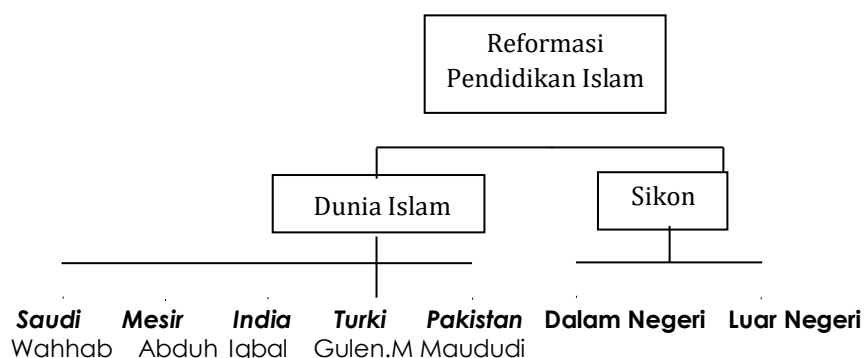 Reformasi
Pendidikan Islam
Dunia Islam
Sikon
Saudi Mesir India Turki Pakistan Dalam Negeri Luar Negeri
Wahhab Abduh Iqbal Gulen.M Maududi